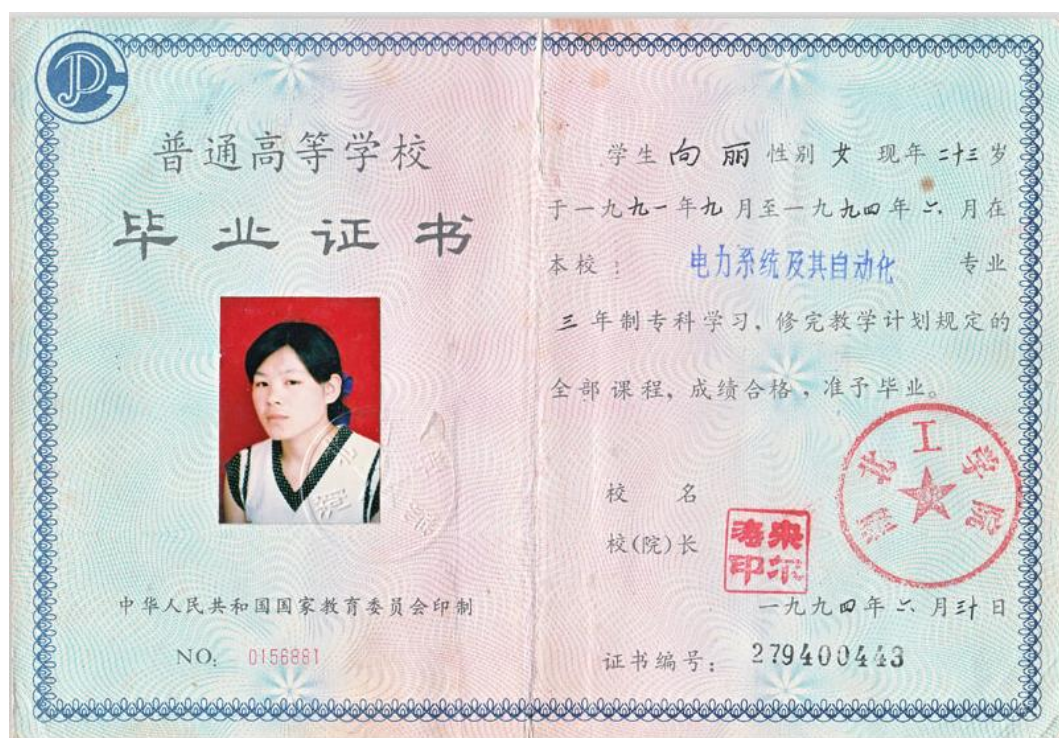 普通高等学校
毕业证书
中华人民共和国国家教育委员会印制
NO: 0156881
学生 向 丽 性别 女 现年 二十三 岁
于一九九一年九月至一九九四年六月在
本校: 电力系统及其自动化 专业
三年制专科学习,修完教学计划规定的
全部课程,成绩合格,准予毕业。
校 名
工学院
校(院)长
一九九四年六月卅日
证书编号: 279400443